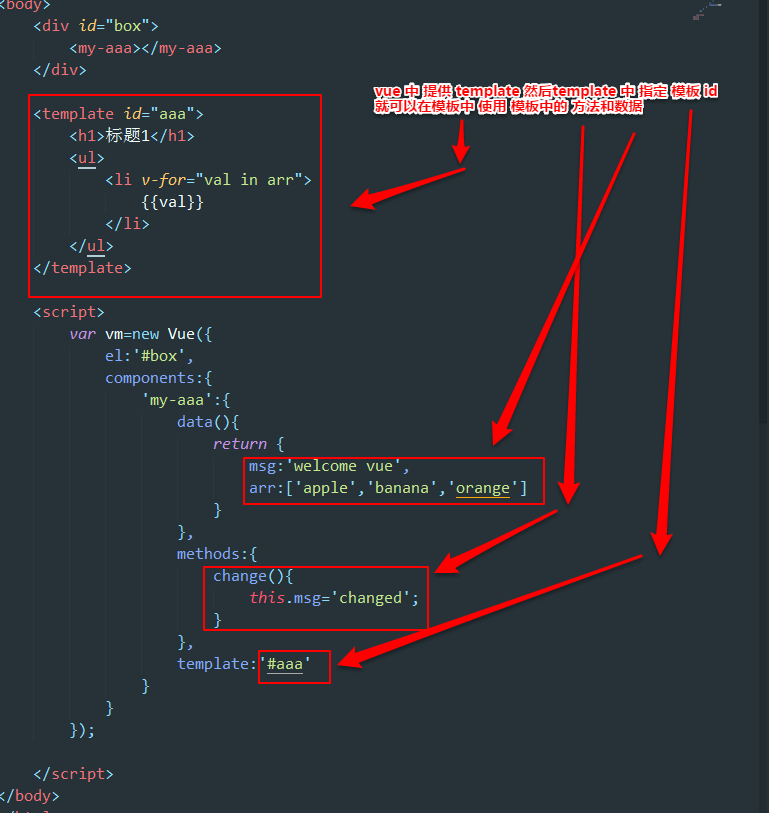 <body>
<div id="box">
<my-aaa></my-aaa>
</div>
vue 中 提供 template 然后template 中 指定 模板 id
就可以在模板中 使用 模板中的 方法和数据
<template id="aaa">
<h1>标题1</h1>
<ul>
<li v-for="val in arr">
{{val}}
</li>
</ul>
</template>
<script>
var vm=new Vue({
el:'#box',
components:{
'my-aaa':{
data(){
return {
msg:'welcome vue',
arr:['apple','banana','orange']
}
},
methods:{
change(){
this.msg='changed';
}
},
template:'#aaa'
}
}
});
</script>
</body>